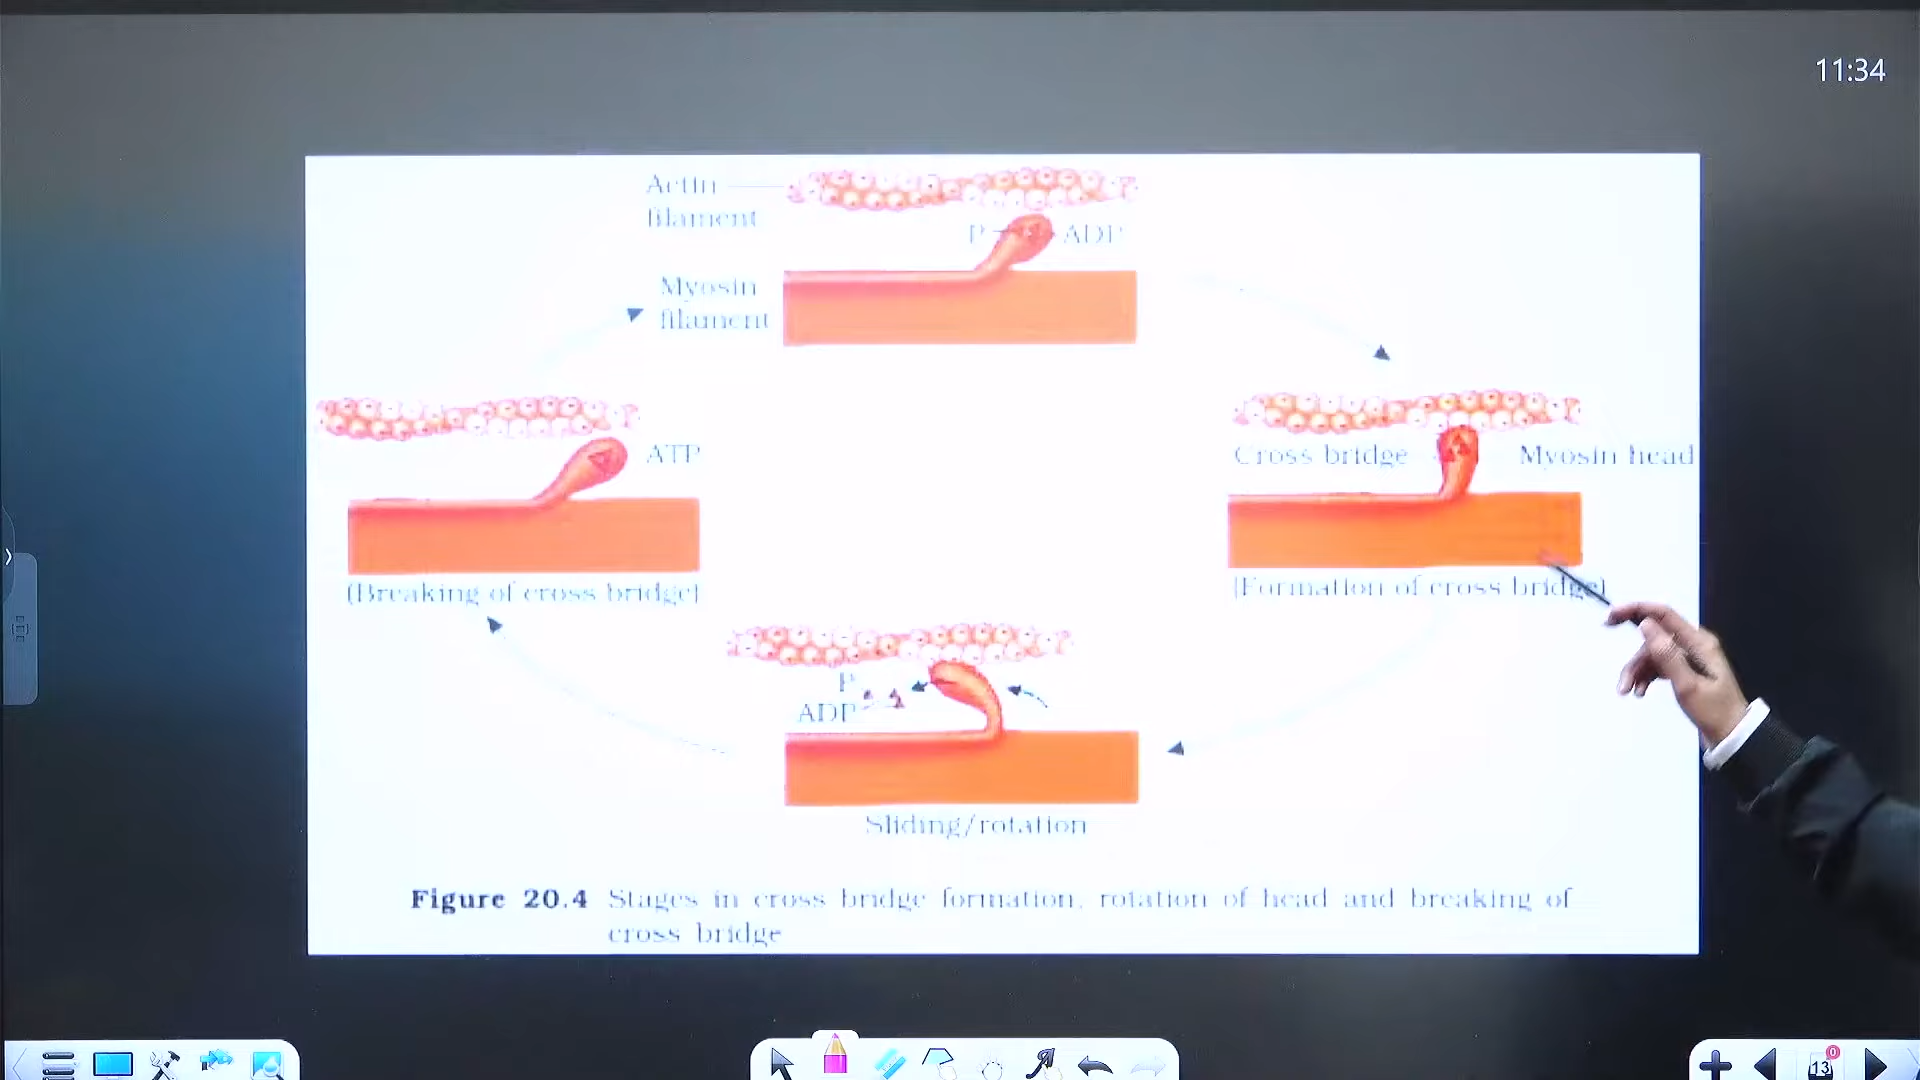 11:34
Actin
filament
P
ADP
Myosin
filament
ATP
Cross bridge
Myosin head
(Breaking of cross bridge)
(Formation of cross bridge)
P
ADP
Sliding/rotation
Figure 20.4 Stages in cross bridge formation, rotation of head and breaking of
cross bridge
13
0